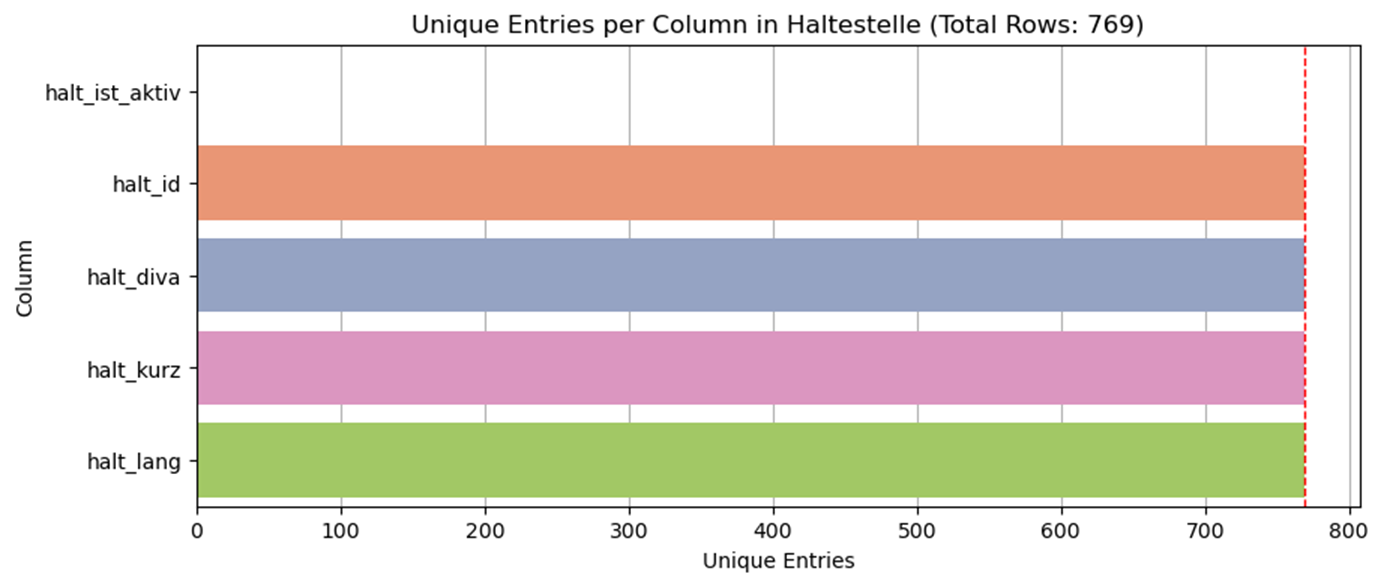 Unique Entries per Column in Haltestelle (Total Rows: 769)
halt_ist_aktiv
halt_id
halt_diva
halt_kurz
halt_lang
Column
0 100 200 300 400 500 600 700 800
Unique Entries